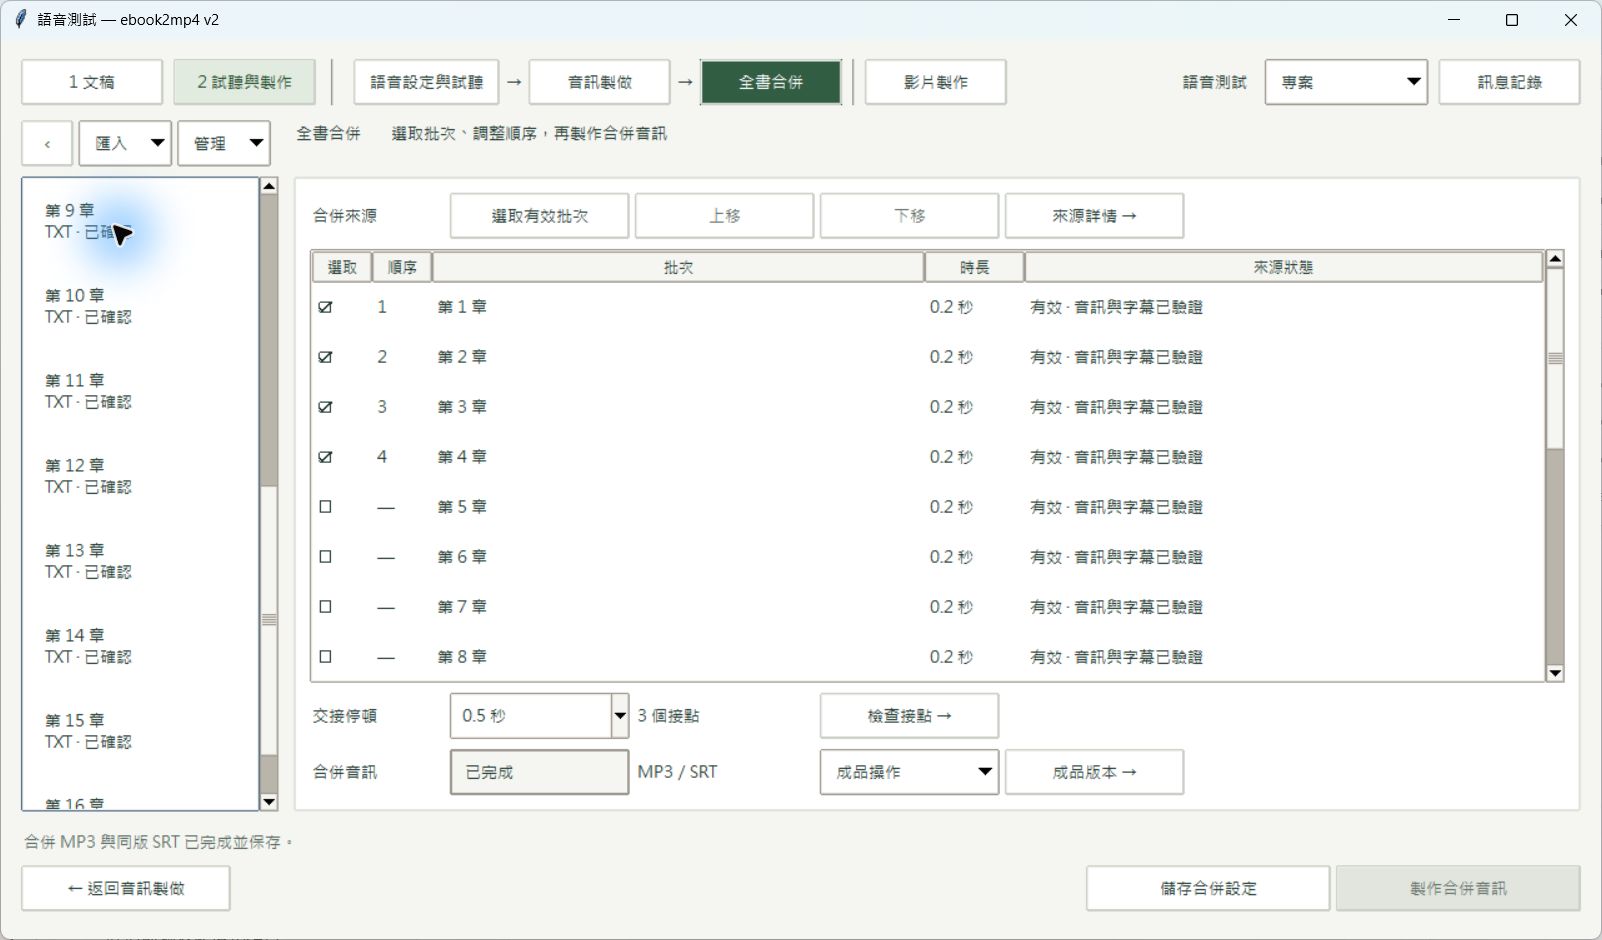 語音測試 — ebook2mp4 v2
1 文稿
2 試聽與製作
語音設定與試聽
→
音訊製做
→
全書合併
影片製作
語音測試
專案
訊息記錄
‹
匯入
管理
全書合併
選取批次、調整順序，再製作合併音訊
第 9 章
TXT · 已確
第 10 章
TXT · 已確認
第 11 章
TXT · 已確認
第 12 章
TXT · 已確認
第 13 章
TXT · 已確認
第 14 章
TXT · 已確認
第 15 章
TXT · 已確認
第 16 章
合併來源
選取有效批次
上移
下移
來源詳情 →
選取 順序 批次 時長 來源狀態
1 第 1 章 0.2 秒 有效 · 音訊與字幕已驗證
2 第 2 章 0.2 秒 有效 · 音訊與字幕已驗證
3 第 3 章 0.2 秒 有效 · 音訊與字幕已驗證
4 第 4 章 0.2 秒 有效 · 音訊與字幕已驗證
— 第 5 章 0.2 秒 有效 · 音訊與字幕已驗證
— 第 6 章 0.2 秒 有效 · 音訊與字幕已驗證
— 第 7 章 0.2 秒 有效 · 音訊與字幕已驗證
— 第 8 章 0.2 秒 有效 · 音訊與字幕已驗證
交接停頓
0.5 秒
3 個接點
檢查接點 →
合併音訊
已完成
MP3 / SRT
成品操作
成品版本 →
合併 MP3 與同版 SRT 已完成並保存。
← 返回音訊製做
儲存合併設定
製作合併音訊